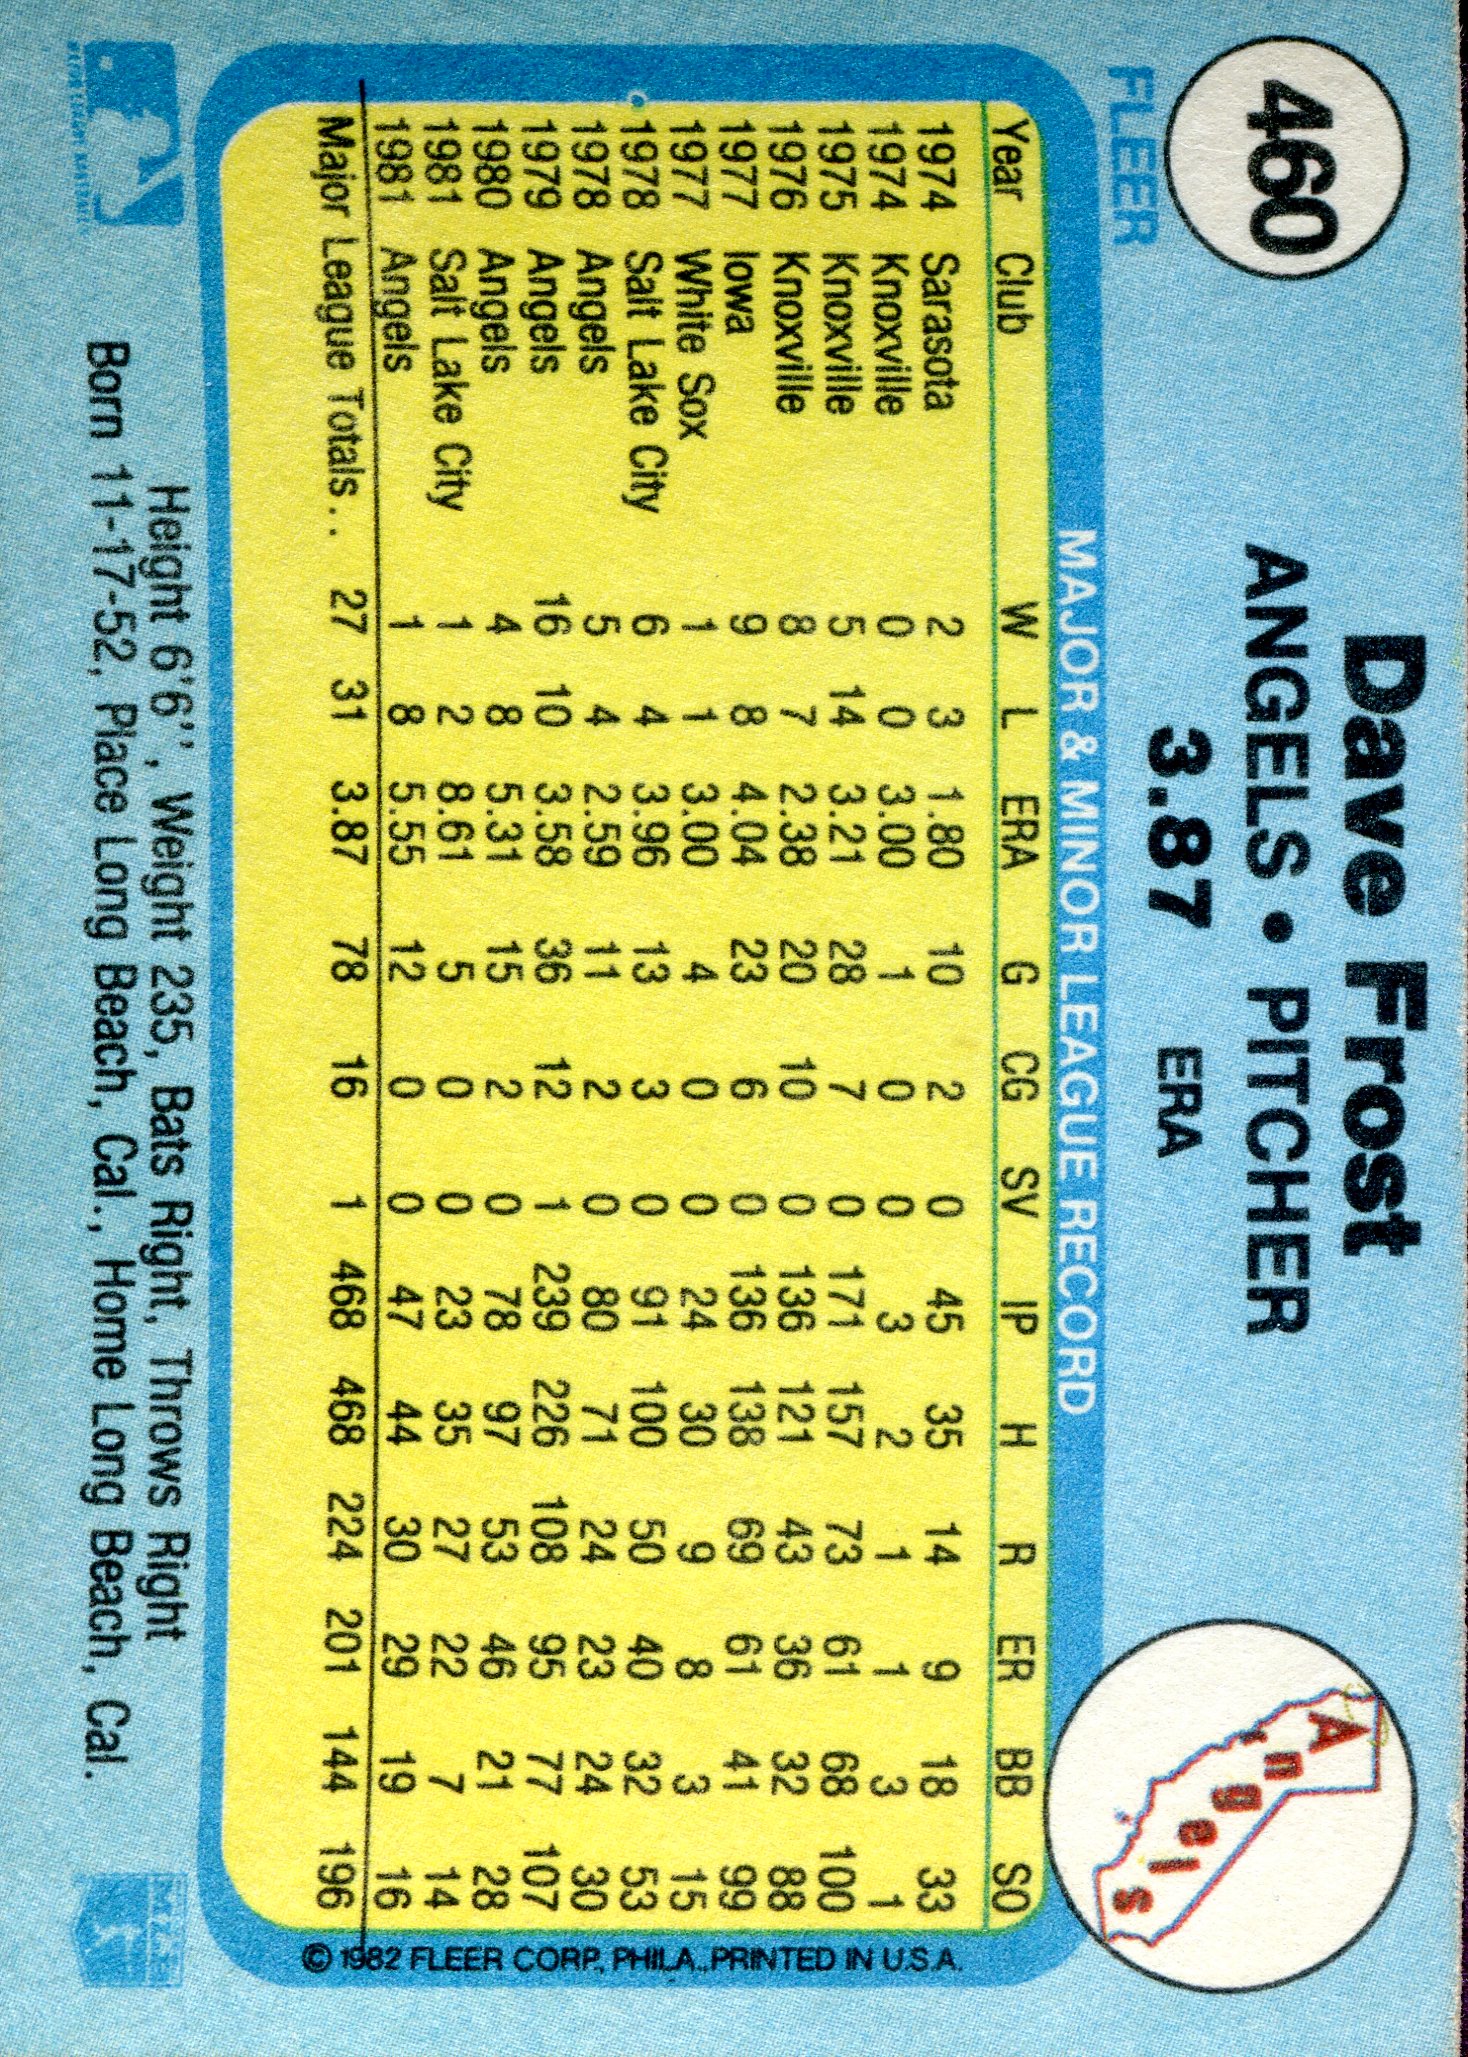 460
Dave Frost
ANGELS • PITCHER
3.87 ERA
FLEER
Angels
MAJOR & MINOR LEAGUE RECORD
Year Club W L ERA G CG SV IP H R ER BB SO
1974 Sarasota 2 3 1.80 10 2 0 45 35 14 9 18 33
1974 Knoxville 0 0 3.00 1 0 0 3 2 1 1 3 1
1975 Knoxville 5 14 3.21 28 7 0 171 157 73 61 68 100
1976 Knoxville 8 7 2.38 20 10 0 136 121 43 36 32 88
1977 Iowa 9 8 4.04 23 6 0 136 138 69 61 41 99
1977 White Sox 1 1 3.00 4 0 0 24 30 9 8 3 15
1978 Salt Lake City 6 4 3.96 13 3 0 91 100 50 40 32 53
1978 Angels 5 4 2.59 11 2 0 80 71 24 23 24 30
1979 Angels 16 10 3.58 36 12 1 239 226 108 95 77 107
1980 Angels 4 8 5.31 15 2 0 78 97 53 46 21 28
1981 Salt Lake City 1 2 8.61 5 0 0 23 35 27 22 7 14
1981 Angels 1 8 5.55 12 0 0 47 44 30 29 19 16
Major League Totals . . 27 31 3.87 78 16 1 468 468 224 201 144 196
© 1982 FLEER CORP., PHILA., PRINTED IN U.S.A.
Height 6'6'', Weight 235, Bats Right, Throws Right
Born 11-17-52, Place Long Beach, Cal., Home Long Beach, Cal.